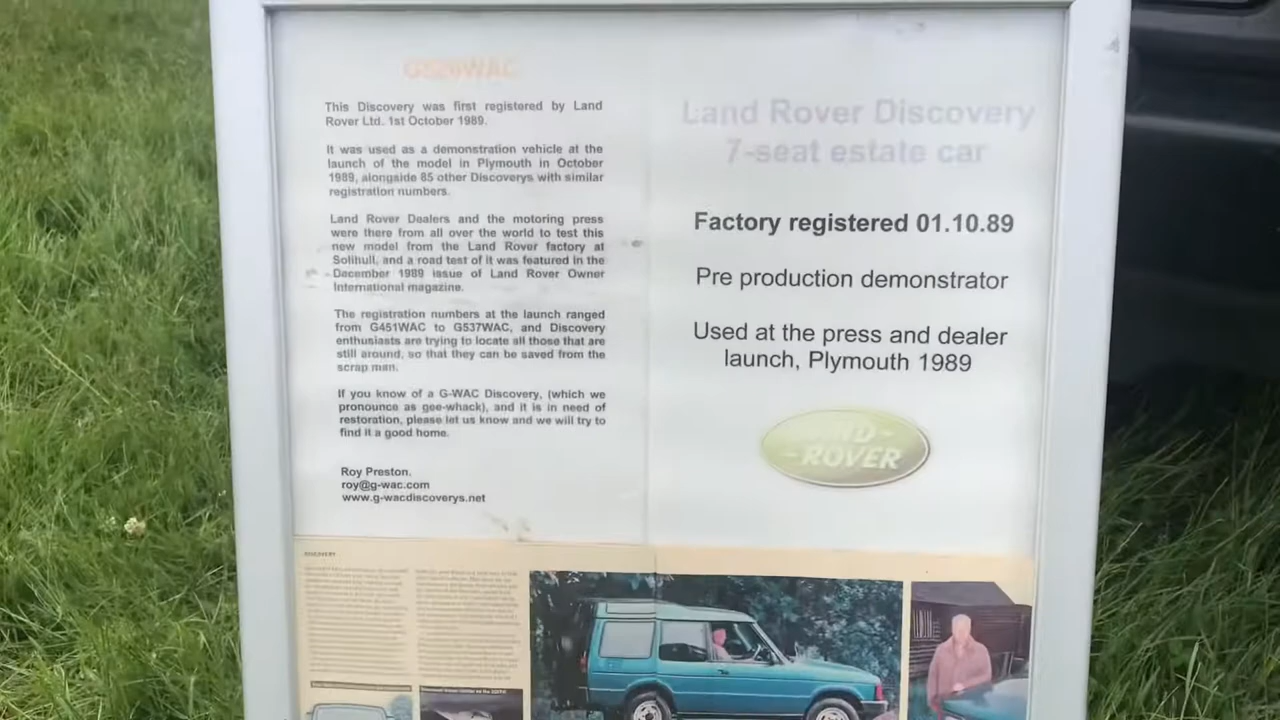 This Discovery was first registered by Land
Rover Ltd. 1st October 1989.
It was used as a demonstration vehicle at the
launch of the model in Plymouth in October
1989, alongside 85 other Discoverys with similar
registration numbers.
Land Rover Dealers and the motoring press
were there from all over the world to test this
new model from the Land Rover factory at
Solihull, and a road test of it was featured in the
December 1989 issue of Land Rover Owner
International magazine.
The registration numbers at the launch ranged
from G451WAC to G537WAC, and Discovery
enthusiasts are trying to locate all those that are
still around, so that they can be saved from the
scrap man.
If you know of a G-WAC Discovery, (which we
pronounce as gee-whack), and it is in need of
restoration, please let us know and we will try to
find it a good home.
Roy Preston.
roy@g-wac.com
www.g-wacdiscoverys.net
Land Rover Discovery
7-seat estate car
Factory registered 01.10.89
Pre production demonstrator
Used at the press and dealer
launch, Plymouth 1989
LAND-
-ROVER
DISCOVERY